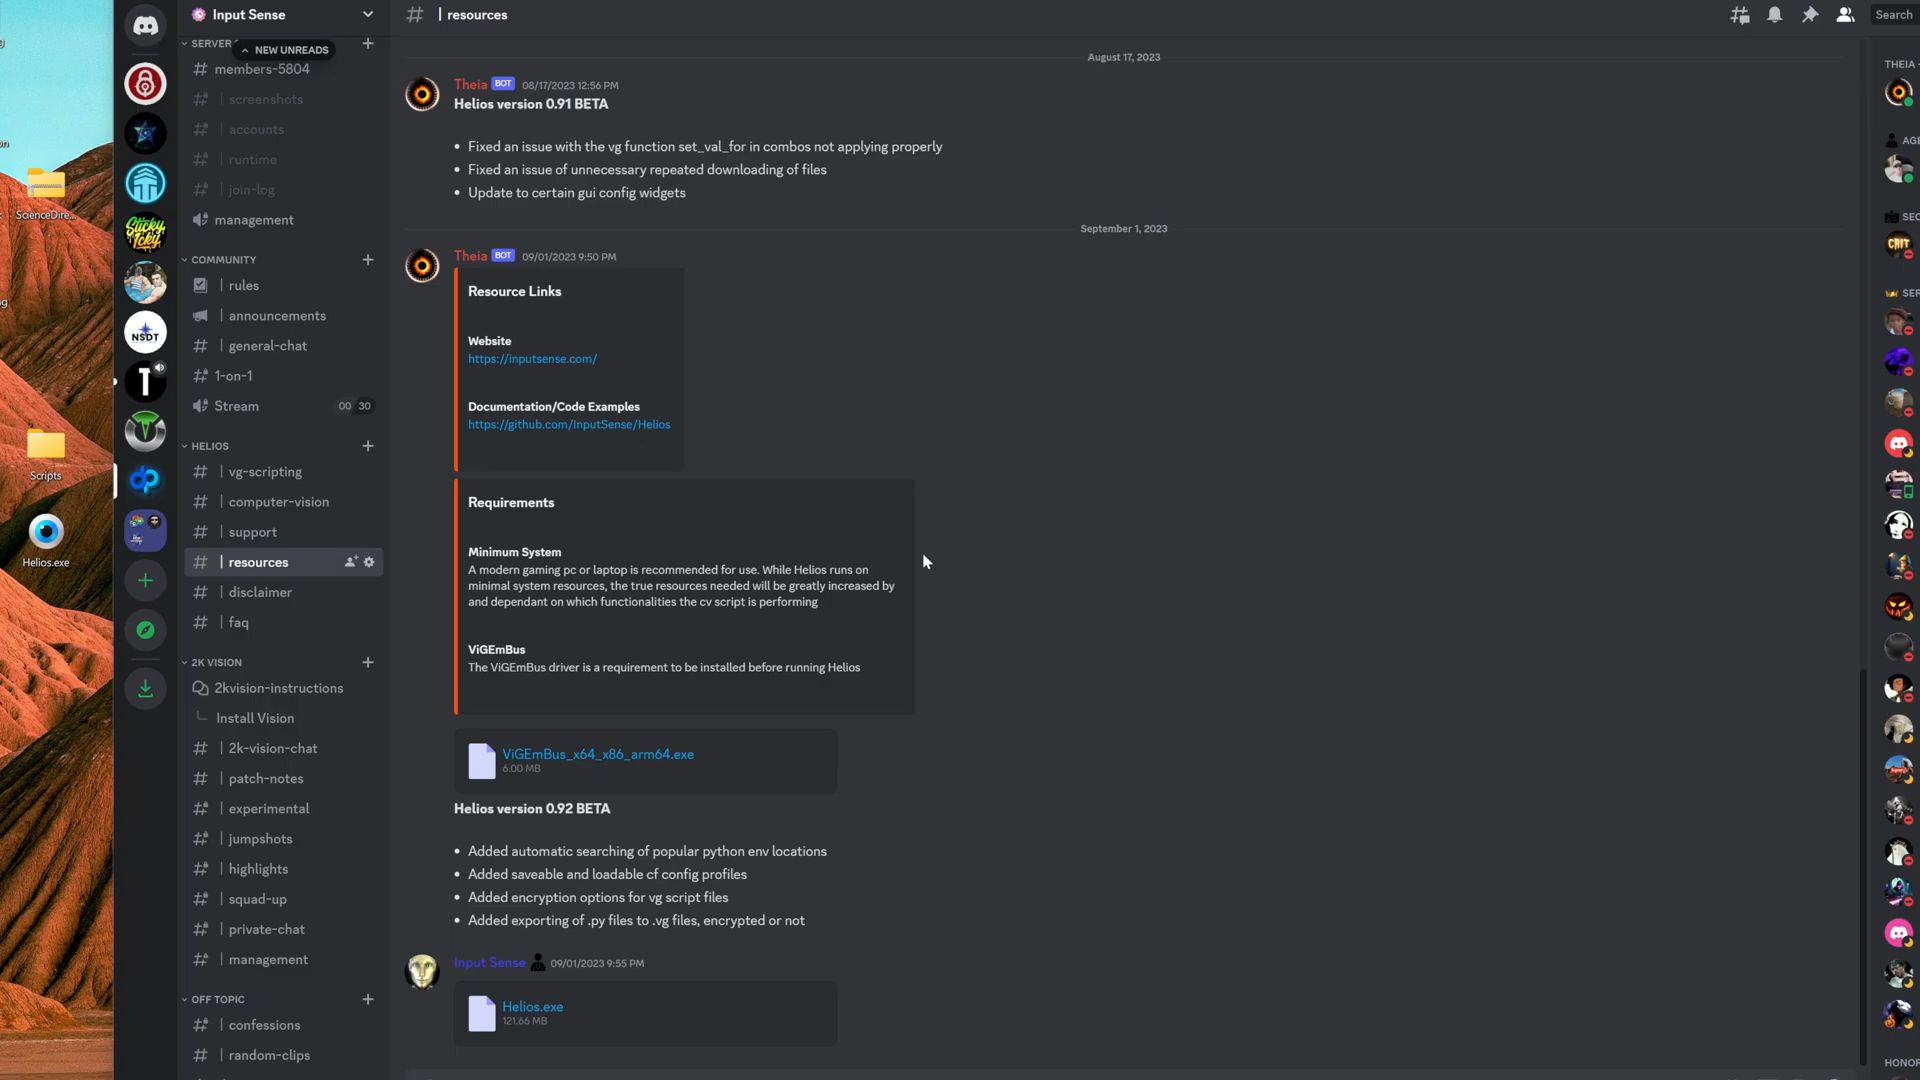 Input Sense
SERVER
NEW UNREADS
members-5804
screenshots
accounts
runtime
join-log
management
COMMUNITY
rules
announcements
general-chat
1-on-1
Stream
00 30
HELIOS
vg-scripting
computer-vision
support
resources
disclaimer
faq
2K VISION
2kvision-instructions
Install Vision
2k-vision-chat
patch-notes
experimental
jumpshots
highlights
squad-up
private-chat
management
OFF TOPIC
confessions
random-clips
ScienceDire...
Scripts
Helios.exe
Sticky Icky
NSDT
resources
Search
August 17, 2023
Theia BOT 08/17/2023 12:56 PM
Helios version 0.91 BETA
• Fixed an issue with the vg function set_val_for in combos not applying properly
• Fixed an issue of unnecessary repeated downloading of files
• Update to certain gui config widgets
September 1, 2023
Theia BOT 09/01/2023 9:50 PM
Resource Links
Website
https://inputsense.com/
Documentation/Code Examples
https://github.com/InputSense/Helios
Requirements
Minimum System
A modern gaming pc or laptop is recommended for use. While Helios runs on
minimal system resources, the true resources needed will be greatly increased by
and dependant on which functionalities the cv script is performing
ViGEmBus
The ViGEmBus driver is a requirement to be installed before running Helios
ViGEmBus_x64_x86_arm64.exe
6.00 MB
Helios version 0.92 BETA
• Added automatic searching of popular python env locations
• Added saveable and loadable cf config profiles
• Added encryption options for vg script files
• Added exporting of .py files to .vg files, encrypted or not
Input Sense 09/01/2023 9:55 PM
Helios.exe
121.66 MB
THEIA -
AGE
SEC
CRIT
SER
HONOR